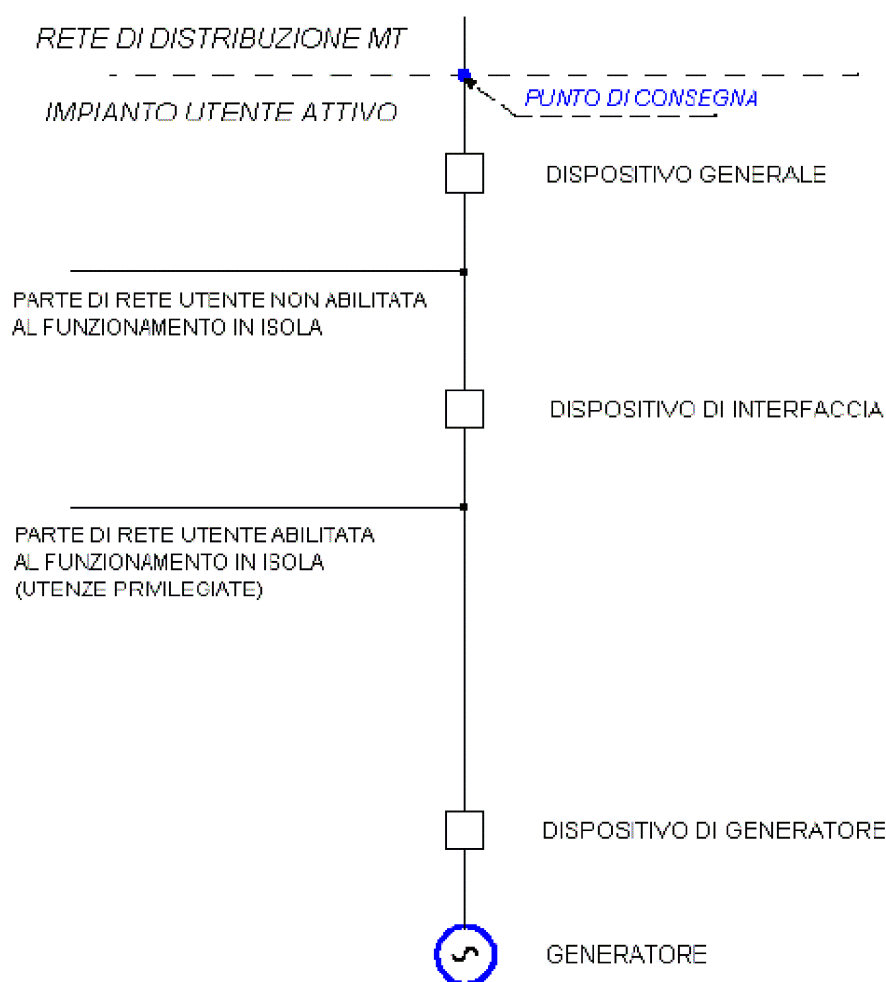 RETE DI DISTRIBUZIONE MT
PUNTO DI CONSEGNA
IMPIANTO UTENTE ATTIVO
DISPOSITIVO GENERALE
PARTE DI RETE UTENTE NON ABILITATA
AL FUNZIONAMENTO IN ISOLA
DISPOSITIVO DI INTERFACCIA
PARTE DI RETE UTENTE ABILITATA
AL FUNZIONAMENTO IN ISOLA
(UTENZE PRIVILEGIATE)
DISPOSITIVO DI GENERATORE
GENERATORE